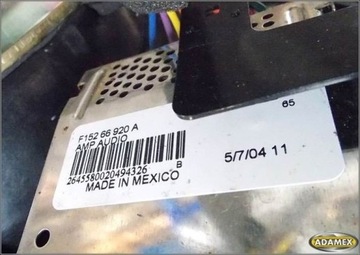 65
F152 66 920 A
AMP AUDIO
B
2645580020494326
5/7/04 11
MADE IN MEXICO
ADAMEX